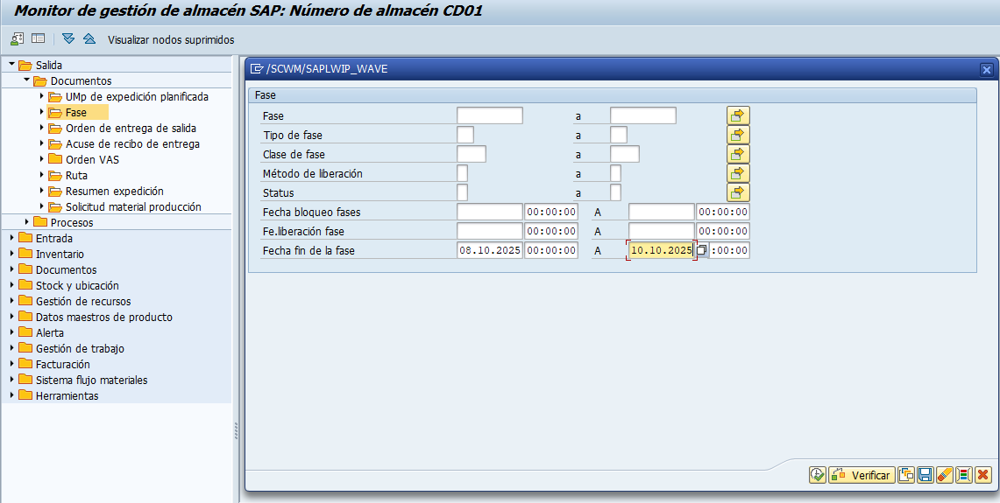 Monitor de gestión de almacén SAP: Número de almacén CD01
Visualizar nodos suprimidos
Salida
Documentos
UMp de expedición planificada
Fase
Orden de entrega de salida
Acuse de recibo de entrega
Orden VAS
Ruta
Resumen expedición
Solicitud material producción
Procesos
Entrada
Inventario
Documentos
Stock y ubicación
Gestión de recursos
Datos maestros de producto
Alerta
Gestión de trabajo
Facturación
Sistema flujo materiales
Herramientas
/SCWM/SAPLWIP_WAVE
Fase
Fase a
Tipo de fase a
Clase de fase a
Método de liberación a
Status a
Fecha bloqueo fases 00:00:00 A 00:00:00
Fe.liberación fase 00:00:00 A 00:00:00
Fecha fin de la fase 08.10.2025 00:00:00 A 10.10.2025 :00:00
Verificar